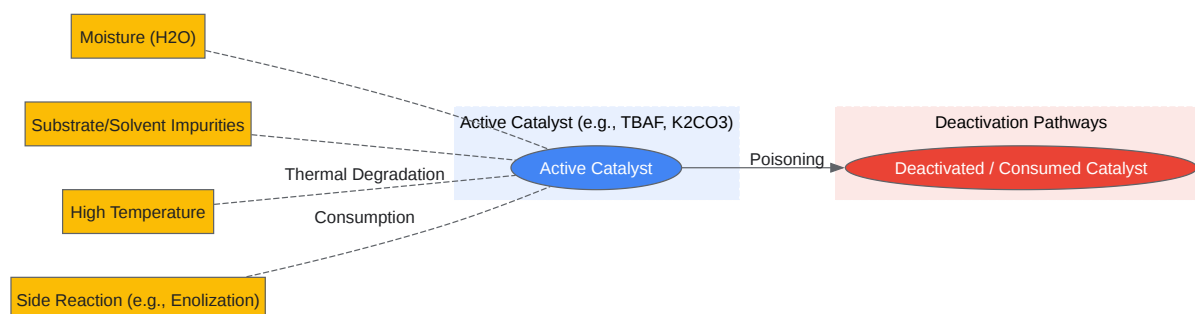 Moisture (H2O)
Substrate/Solvent Impurities
High Temperature
Side Reaction (e.g., Enolization)
Thermal Degradation
Consumption
Active Catalyst (e.g., TBAF, K2CO3)
Active Catalyst
Poisoning
Deactivation Pathways
Deactivated / Consumed Catalyst